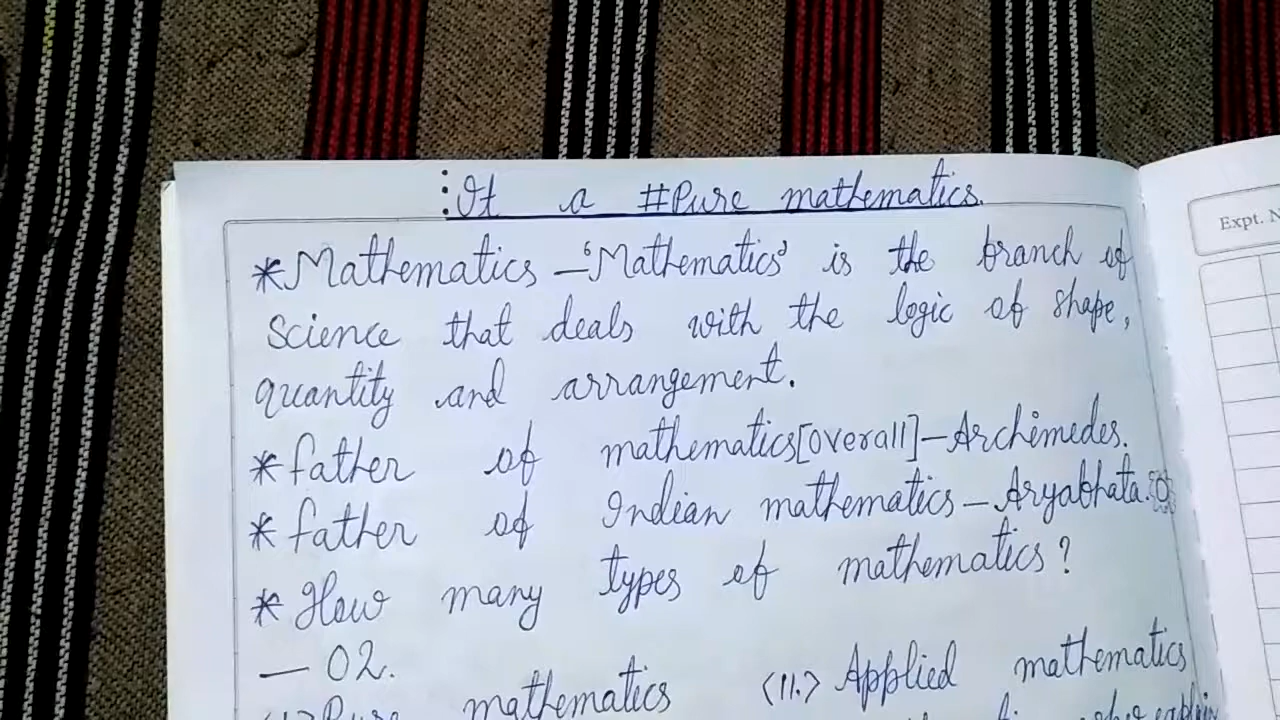 It a #Pure mathematics.
*Mathematics – 'Mathematics' is the branch of
science that deals with the logic of shape,
quantity and arrangement.
*father of mathematics[overall] – Archimedes.
*father of Indian mathematics – Aryabhata.
*How many types of mathematics?
— 02.
(I.) Pure mathematics (II.) Applied mathematics
explain
Expt.